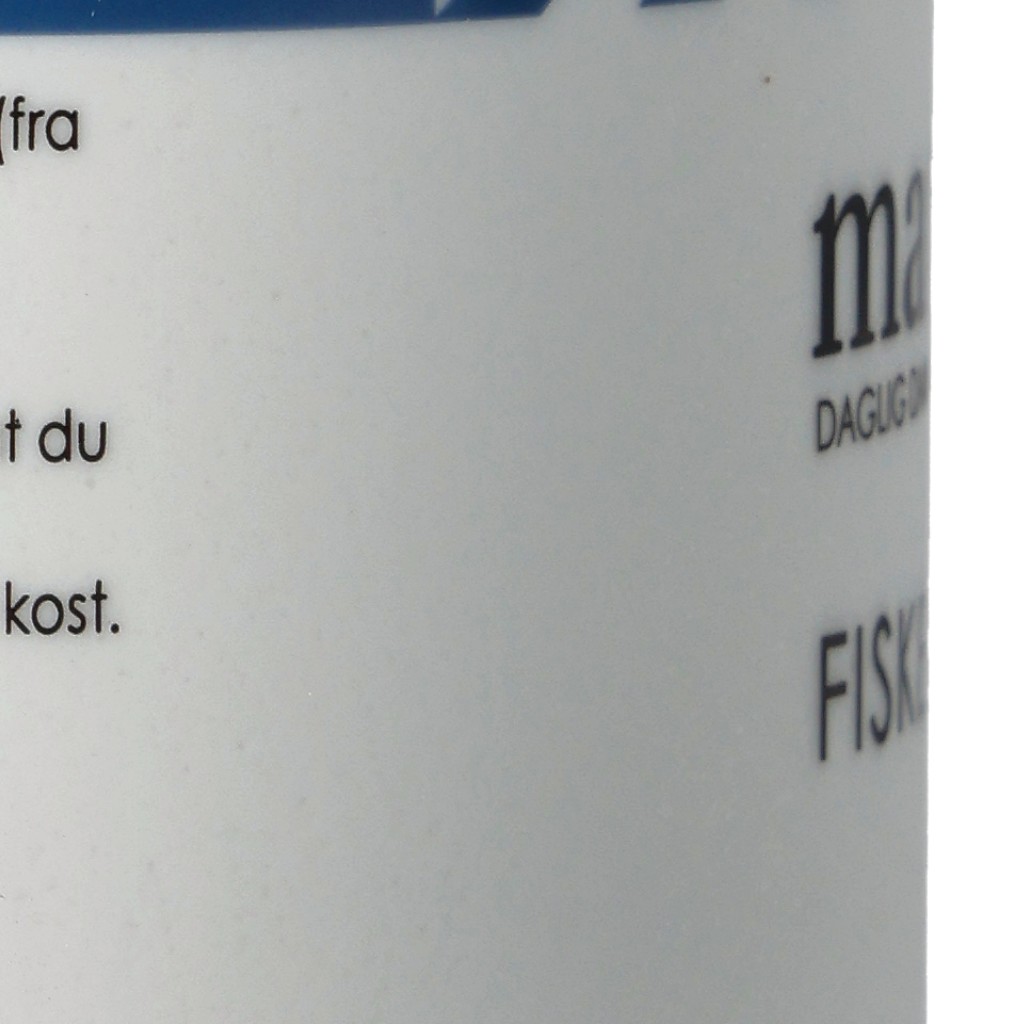 (fra
t du
kost.
ma
DAGLIG
FISK